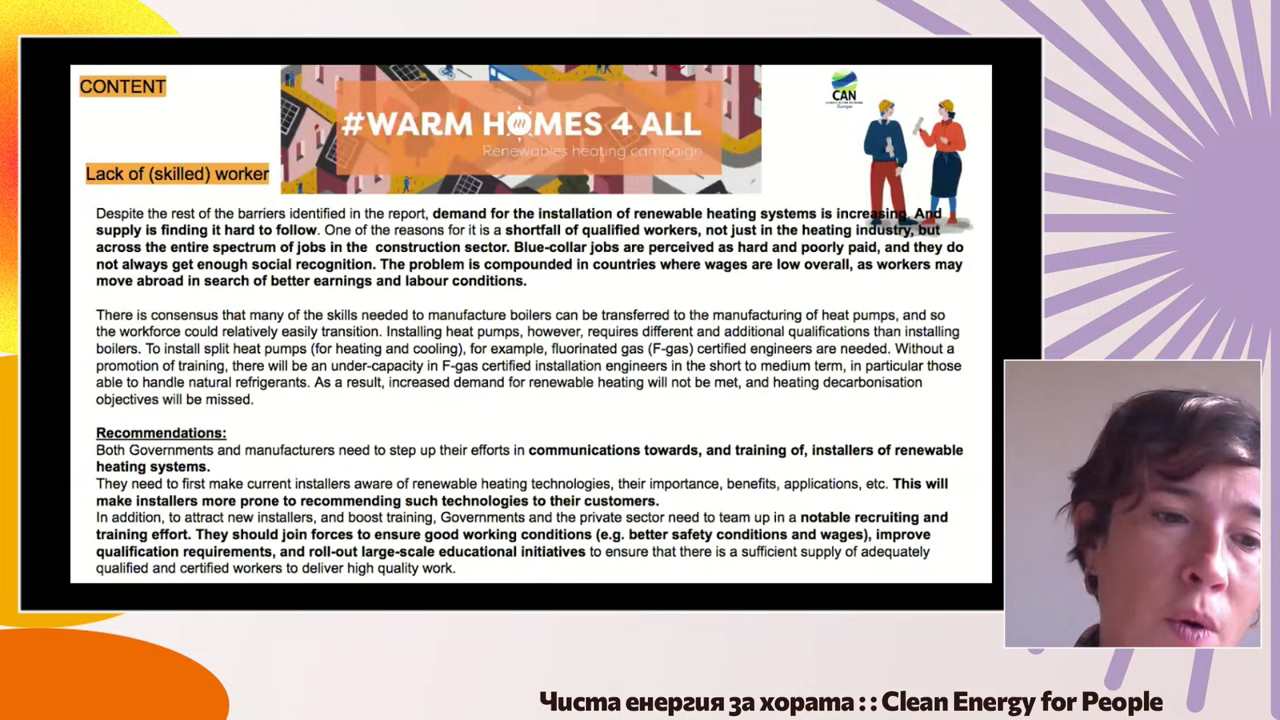 CONTENT
#WARM HOMES 4 ALL
Renewables heating campaign
CAN
Europe
Lack of (skilled) worker
Despite the rest of the barriers identified in the report, demand for the installation of renewable heating systems is increasing. And
supply is finding it hard to follow. One of the reasons for it is a shortfall of qualified workers, not just in the heating industry, but
across the entire spectrum of jobs in the construction sector. Blue-collar jobs are perceived as hard and poorly paid, and they do
not always get enough social recognition. The problem is compounded in countries where wages are low overall, as workers may
move abroad in search of better earnings and labour conditions.
There is consensus that many of the skills needed to manufacture boilers can be transferred to the manufacturing of heat pumps, and so
the workforce could relatively easily transition. Installing heat pumps, however, requires different and additional qualifications than installing
boilers. To install split heat pumps (for heating and cooling), for example, fluorinated gas (F-gas) certified engineers are needed. Without a
promotion of training, there will be an under-capacity in F-gas certified installation engineers in the short to medium term, in particular those
able to handle natural refrigerants. As a result, increased demand for renewable heating will not be met, and heating decarbonisation
objectives will be missed.
Recommendations:
Both Governments and manufacturers need to step up their efforts in communications towards, and training of, installers of renewable
heating systems.
They need to first make current installers aware of renewable heating technologies, their importance, benefits, applications, etc. This will
make installers more prone to recommending such technologies to their customers.
In addition, to attract new installers, and boost training, Governments and the private sector need to team up in a notable recruiting and
training effort. They should join forces to ensure good working conditions (e.g. better safety conditions and wages), improve
qualification requirements, and roll-out large-scale educational initiatives to ensure that there is a sufficient supply of adequately
qualified and certified workers to deliver high quality work.
Чиста енергия за хората :: Clean Energy for People